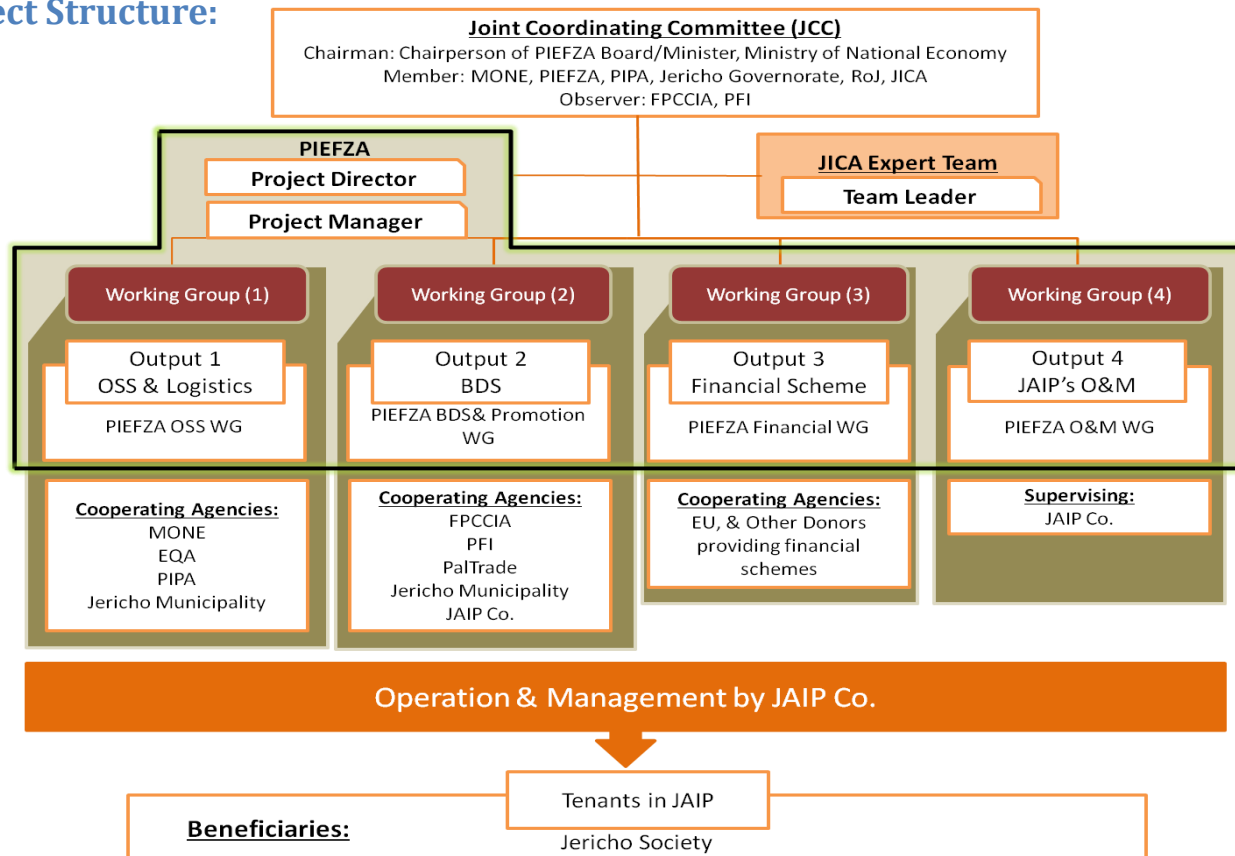 ect Structure:
Joint Coordinating Committee (JCC)
Chairman: Chairperson of PIEFZA Board/Minister, Ministry of National Economy
Member: MONE, PIEFZA, PIPA, Jericho Governorate, RoJ, JICA
Observer: FPCCIA, PFI
PIEFZA
Project Director
Project Manager
JICA Expert Team
Team Leader
Working Group (1)
Output 1
OSS & Logistics
PIEFZA OSS WG
Cooperating Agencies:
MONE
EQA
PIPA
Jericho Municipality
Working Group (2)
Output 2
BDS
PIEFZA BDS& Promotion
WG
Cooperating Agencies:
FPCCIA
PFI
PalTrade
Jericho Municipality
JAIP Co.
Working Group (3)
Output 3
Financial Scheme
PIEFZA Financial WG
Cooperating Agencies:
EU, & Other Donors
providing financial
schemes
Working Group (4)
Output 4
JAIP’s O&M
PIEFZA O&M WG
Supervising:
JAIP Co.
Operation & Management by JAIP Co.
Tenants in JAIP
Beneficiaries:
Jericho Society